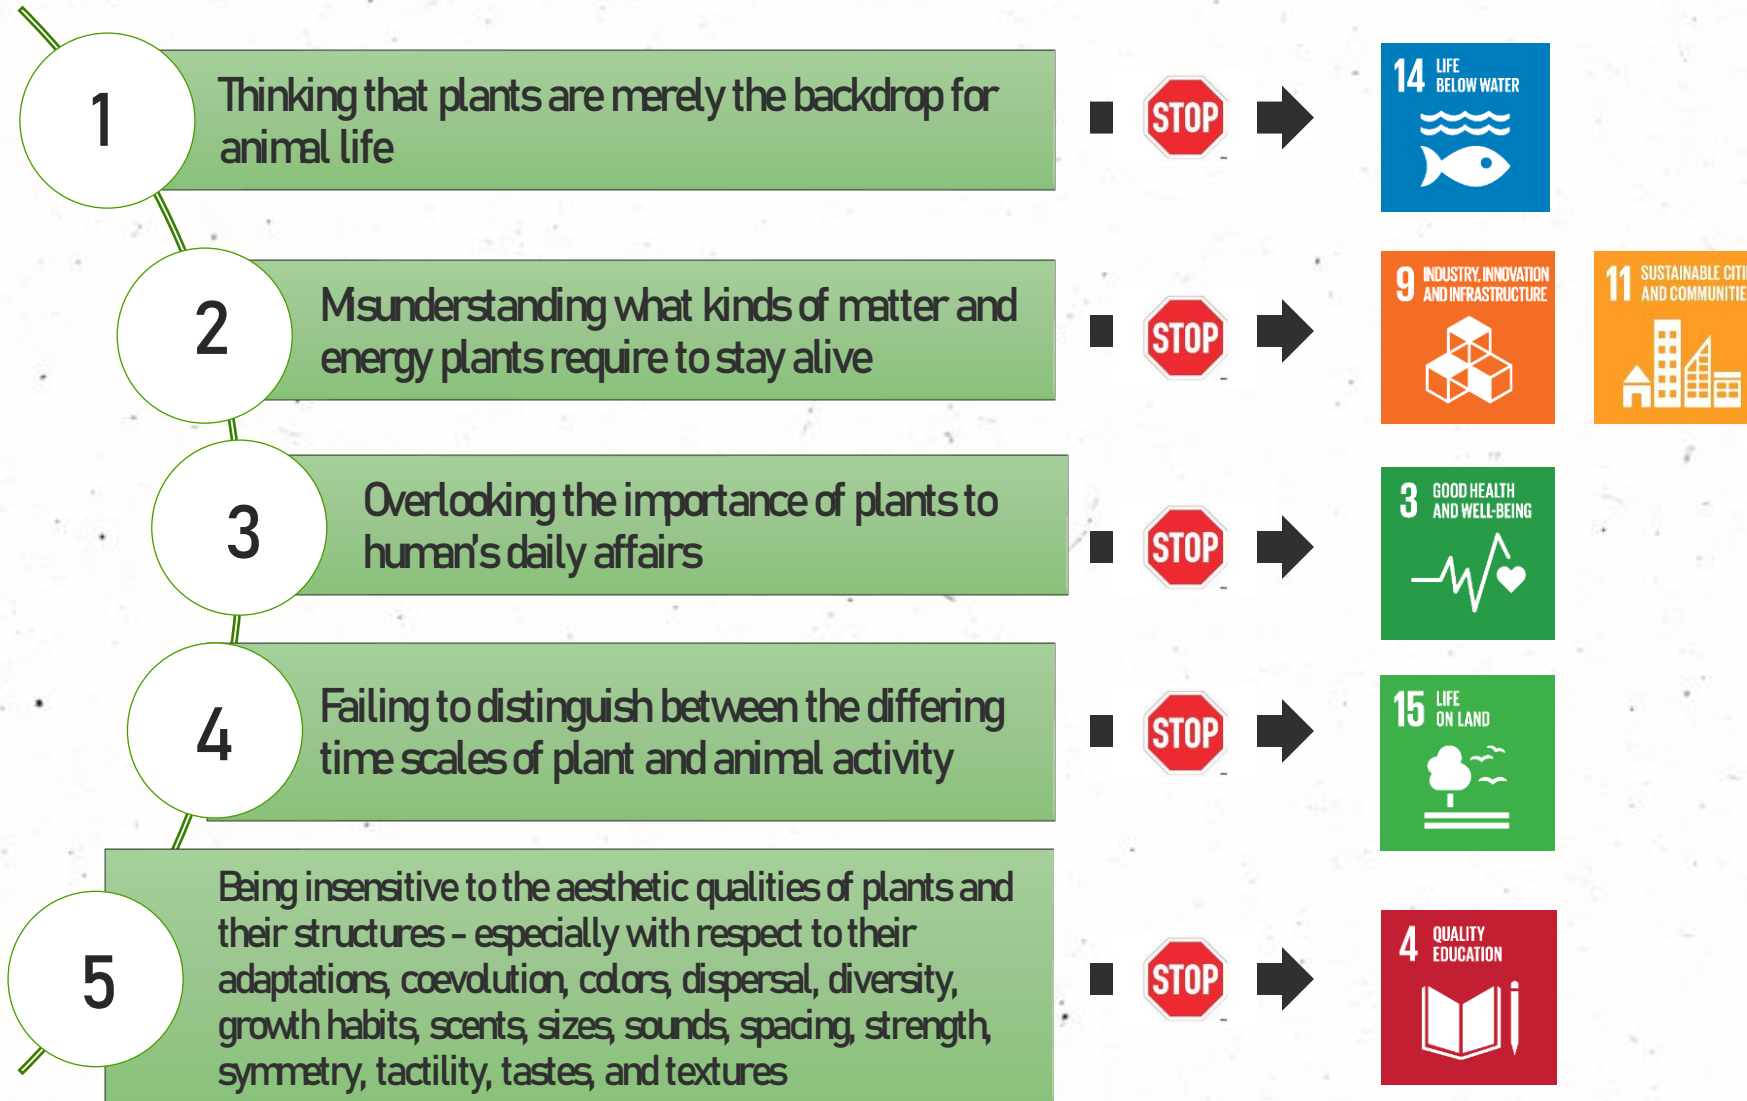 1
Thinking that plants are merely the backdrop for
animal life
STOP
14 LIFE
BELOW WATER
2
Misunderstanding what kinds of matter and
energy plants require to stay alive
STOP
9 INDUSTRY, INNOVATION
AND INFRASTRUCTURE
11 SUSTAINABLE CITI
AND COMMUNITIE
3
Overlooking the importance of plants to
human's daily affairs
STOP
3 GOOD HEALTH
AND WELL-BEING
4
Failing to distinguish between the differing
time scales of plant and animal activity
STOP
15 LIFE
ON LAND
5
Being insensitive to the aesthetic qualities of plants and
their structures - especially with respect to their
adaptations, coevolution, colors, dispersal, diversity,
growth habits, scents, sizes, sounds, spacing, strength,
symmetry, tactility, tastes, and textures
STOP
4 QUALITY
EDUCATION